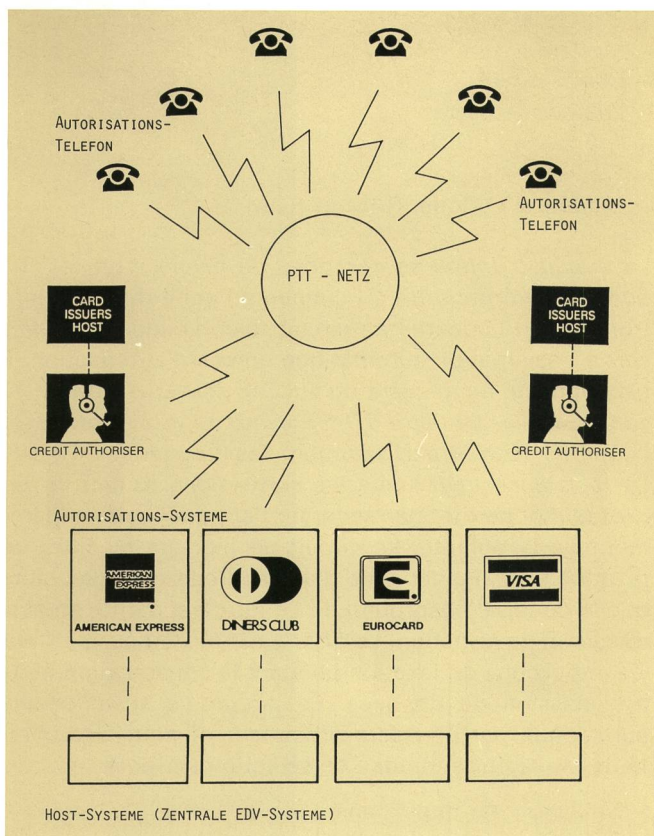 AUTORISATIONS-
TELEFON
AUTORISATIONS-
TELEFON
PTT - NETZ
CARD
ISSUERS
HOST
CARD
ISSUERS
HOST
CREDIT AUTHORISER
CREDIT AUTHORISER
AUTORISATIONS-SYSTEME
AMERICAN
EXPRESS
AMERICAN EXPRESS
DINERS CLUB
E
EUROCARD
VISA
HOST-SYSTEME (ZENTRALE EDV-SYSTEME)